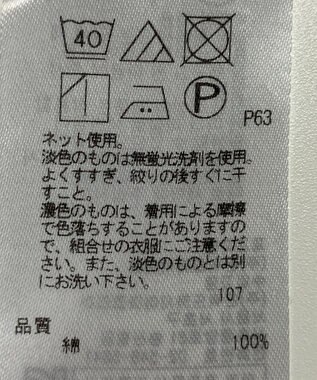 40
P
P63
ネット使用。
淡色のものは無蛍光洗剤を使用。
よくすすぎ、絞りの後すぐに干
すこと。
濃色のものは、着用による摩擦
で色落ちすることがありますの
で、組合せの衣服にご注意くだ
さい。また、淡色のものとは別
にお洗い下さい。
107
品質
綿 100%